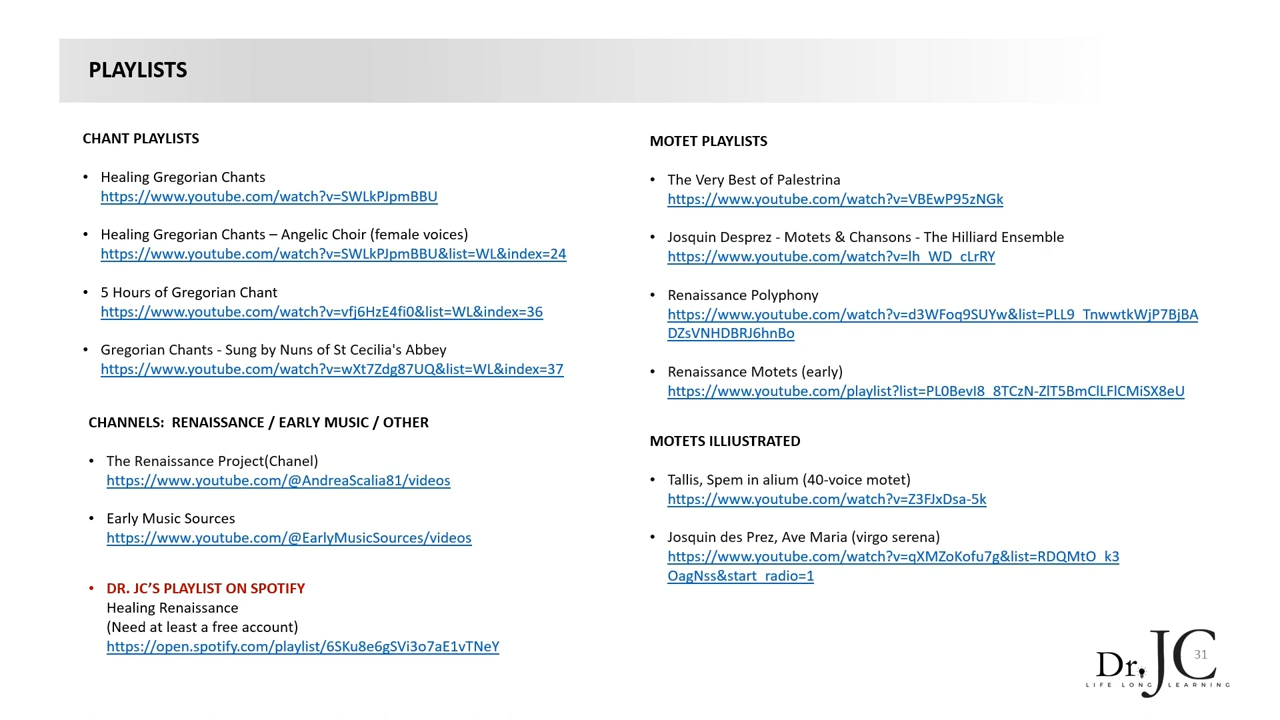 PLAYLISTS
CHANT PLAYLISTS
• Healing Gregorian Chants
https://www.youtube.com/watch?v=SWLkPJpmBBU
• Healing Gregorian Chants – Angelic Choir (female voices)
https://www.youtube.com/watch?v=SWLkPJpmBBU&list=WL&index=24
• 5 Hours of Gregorian Chant
https://www.youtube.com/watch?v=vfj6HzE4fi0&list=WL&index=36
• Gregorian Chants - Sung by Nuns of St Cecilia's Abbey
https://www.youtube.com/watch?v=wXt7Zdg87UQ&list=WL&index=37
CHANNELS:  RENAISSANCE / EARLY MUSIC / OTHER
• The Renaissance Project(Chanel)
https://www.youtube.com/@AndreaScalia81/videos
• Early Music Sources
https://www.youtube.com/@EarlyMusicSources/videos
• DR. JC'S PLAYLIST ON SPOTIFY
Healing Renaissance
(Need at least a free account)
https://open.spotify.com/playlist/6SKu8e6gSVi3o7aE1vTNeY
MOTET PLAYLISTS
• The Very Best of Palestrina
https://www.youtube.com/watch?v=VBEwP95zNGk
• Josquin Desprez - Motets & Chansons - The Hilliard Ensemble
https://www.youtube.com/watch?v=lh_WD_cLrRY
• Renaissance Polyphony
https://www.youtube.com/watch?v=d3WFoq9SUYw&list=PLL9_TnwwtkWjP7BjBA
DZsVNHDBRJ6hnBo
• Renaissance Motets (early)
https://www.youtube.com/playlist?list=PL0BevI8_8TCzN-ZlT5BmClLFlCMiSX8eU
MOTETS ILLIUSTRATED
• Tallis, Spem in alium (40-voice motet)
https://www.youtube.com/watch?v=Z3FJxDsa-5k
• Josquin des Prez, Ave Maria (virgo serena)
https://www.youtube.com/watch?v=qXMZoKofu7g&list=RDQMtO_k3
OagNss&start_radio=1
Dr. JC
31
LIFE LONG LEARNING